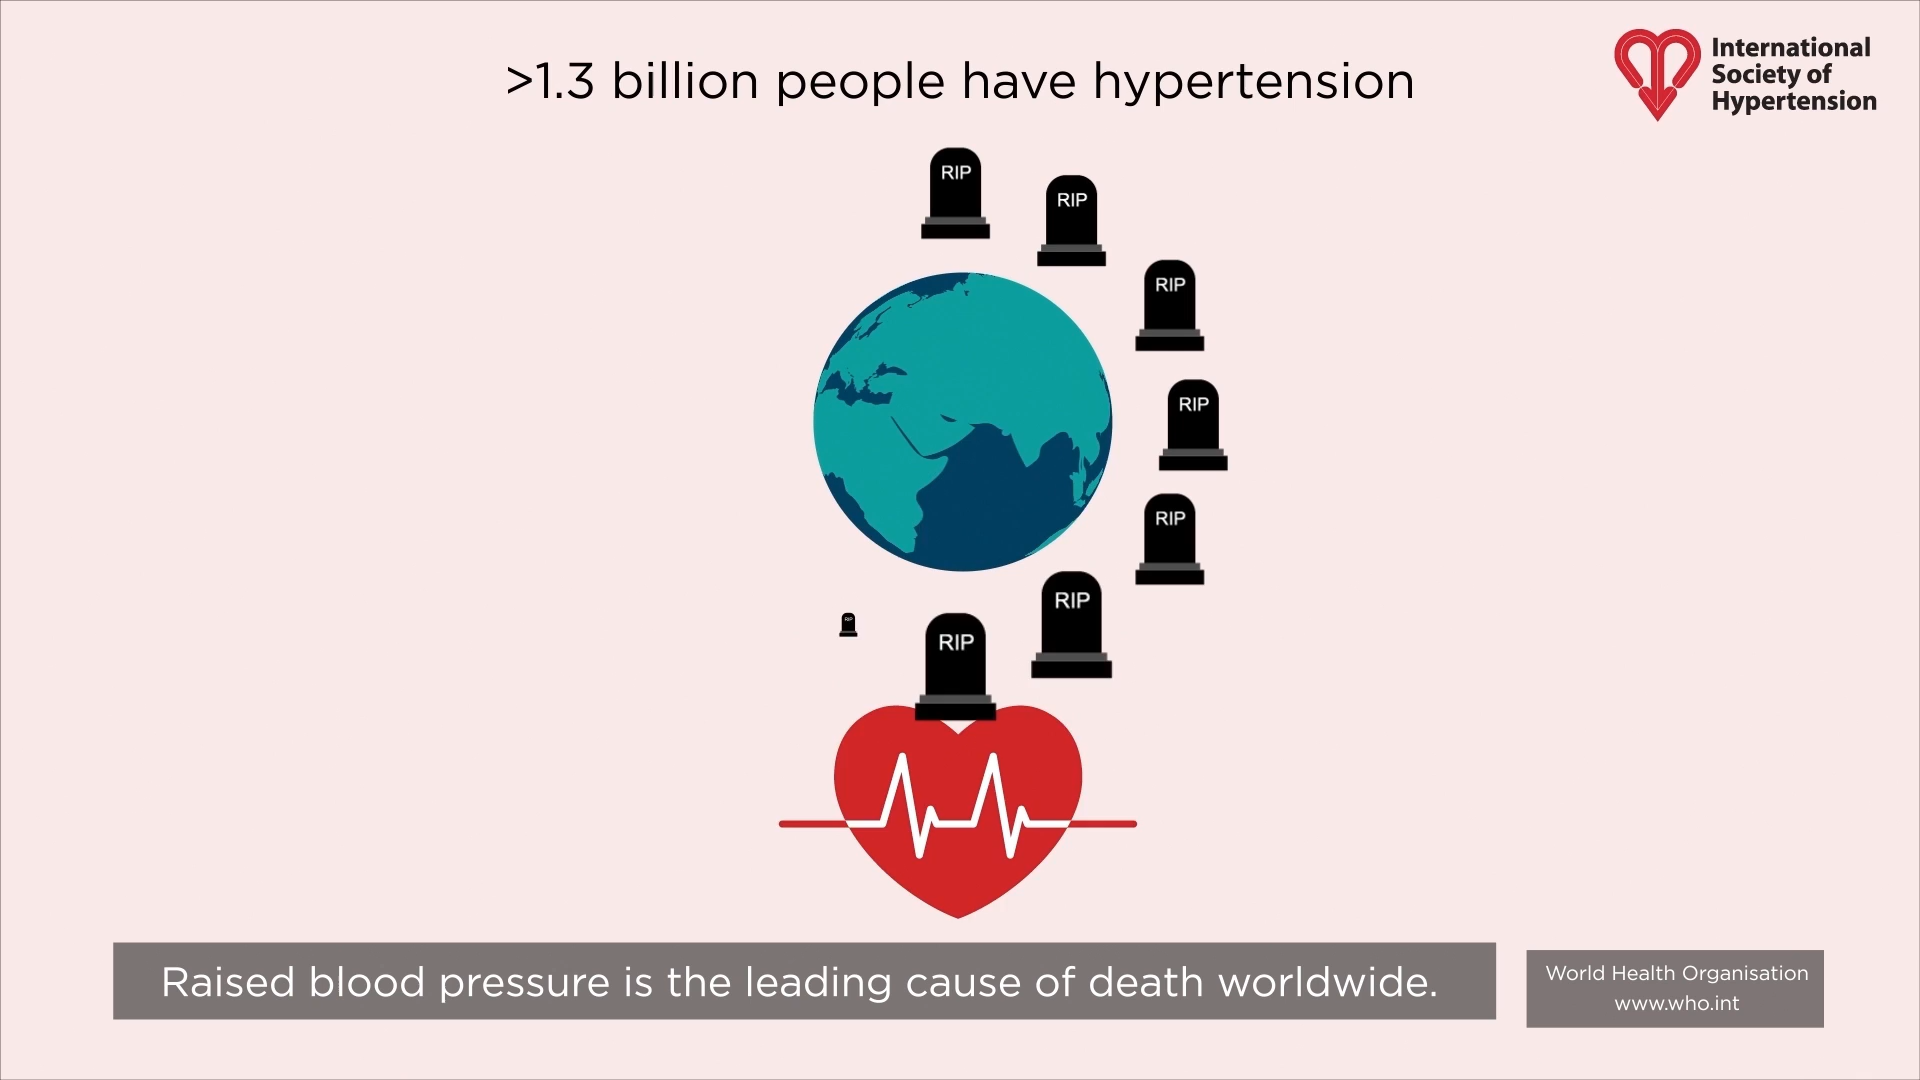 >1.3 billion people have hypertension
International
Society of
Hypertension
RIP
RIP
RIP
RIP
RIP
RIP
RIP
RIP
Raised blood pressure is the leading cause of death worldwide.
World Health Organisation
www.who.int